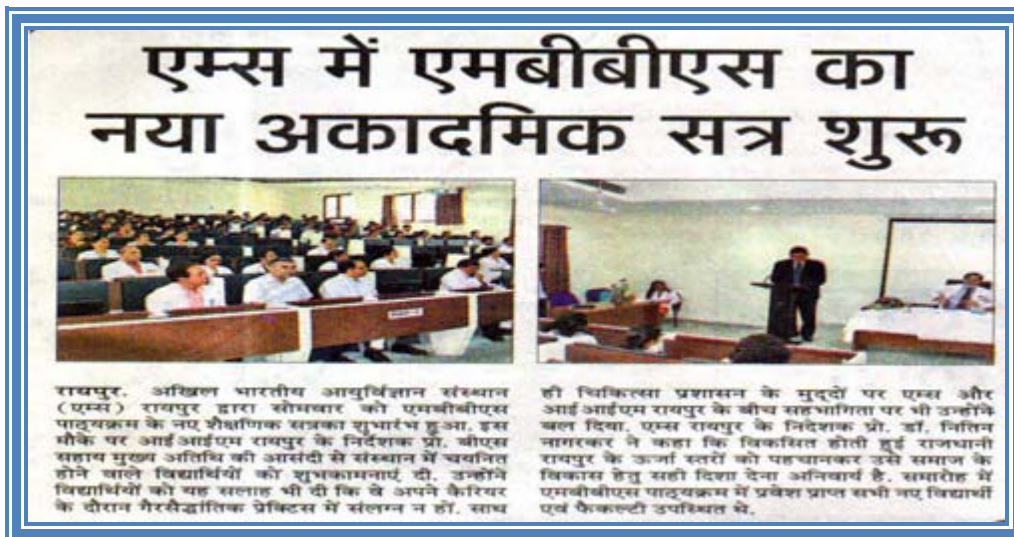 एम्स में एमबीबीएस का
नया अकादमिक सत्र शुरू
रायपुर. अखिल भारतीय आयुर्विज्ञान संस्थान
(एम्स) रायपुर द्वारा सोमवार को एमबीबीएस
पाठ्यक्रम के नए शैक्षणिक सत्रका शुभारंभ हुआ. इस
मौके पर आईआईएम रायपुर के निर्देशक प्रो. बीएस
सहाय मुख्य अतिथि की आसंदी से संस्थान में चयनित
होने वाले विद्यार्थियों को शुभकामनाएं दी. उन्होंने
विद्यार्थियों को यह सलाह भी दी कि वे अपने कैरियर
के दौरान गैरसैद्धांतिक प्रेक्टिस में संलग्न न हों. साथ
ही चिकित्सा प्रशासन के मुद्दों पर एम्स और
आईआईएम रायपुर के बीच सहभागिता पर भी उन्होंने
बल दिया. एम्स रायपुर के निदेशक प्रो. डॉ. नितिन
नागरकर ने कहा कि विकसित होती हुई राजधानी
रायपुर के ऊर्जा स्तरों को पहचानकर उसे समाज के
विकास हेतु सही दिशा देना अनिवार्य है. समारोह में
एमबीबीएस पाठ्यक्रम में प्रवेश प्राप्त सभी नए विद्यार्थी
एवं फैकल्टी उपस्थित थे.